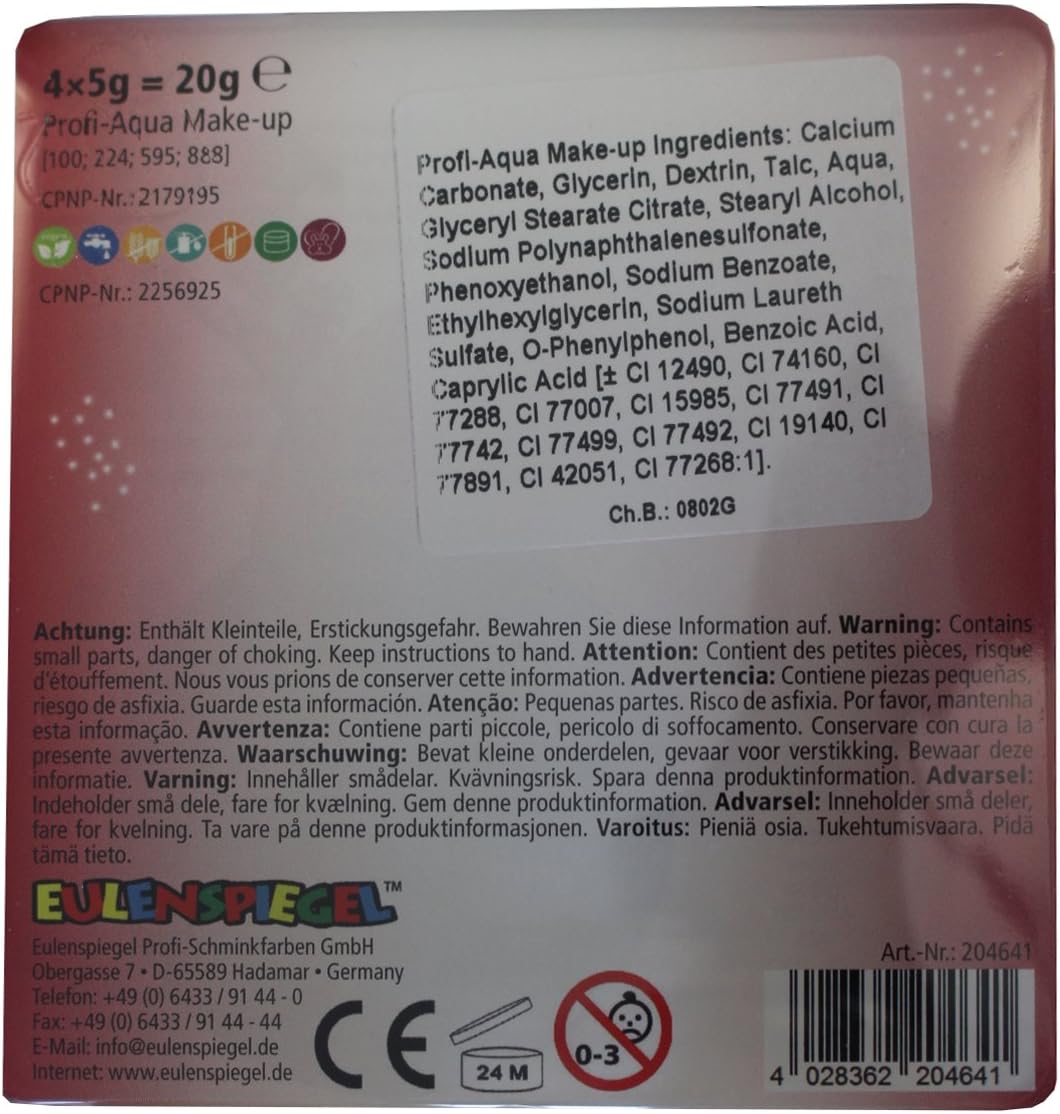 4×5g = 20g ℮
Profi-Aqua Make-up
[100; 224; 595; 888]
CPNP-Nr.: 2179195
CPNP-Nr.: 2256925
Profi-Aqua Make-up Ingredients: Calcium
Carbonate, Glycerin, Dextrin, Talc, Aqua,
Glyceryl Stearate Citrate, Stearyl Alcohol,
Sodium Polynaphthalenesulfonate,
Phenoxyethanol, Sodium Benzoate,
Ethylhexylglycerin, Sodium Laureth
Sulfate, O-Phenylphenol, Benzoic Acid,
Caprylic Acid [± CI 12490, CI 74160, CI
77288, CI 77007, CI 15985, CI 77491, CI
77742, CI 77499, CI 77492, CI 19140, CI
77891, CI 42051, CI 77268:1].
Ch.B.: 0802G
Achtung: Enthält Kleinteile, Erstickungsgefahr. Bewahren Sie diese Information auf. Warning: Contains
small parts, danger of choking. Keep instructions to hand. Attention: Contient des petites pièces, risque
d'étouffement. Nous vous prions de conserver cette information. Advertencia: Contiene piezas pequeñas,
riesgo de asfixia. Guarde esta información. Atenção: Pequenas partes. Risco de asfixia. Por favor, mantenha
esta informação. Avvertenza: Contiene parti piccole, pericolo di soffocamento. Conservare con cura la
presente avvertenza. Waarschuwing: Bevat kleine onderdelen, gevaar voor verstikking. Bewaar deze
informatie. Varning: Innehåller smådelar. Kvävningsrisk. Spara denna produktinformation. Advarsel:
Indeholder små dele, fare for kvælning. Gem denne produktinformation. Advarsel: Inneholder små deler,
fare for kvelning. Ta vare på denne produktinformasjonen. Varoitus: Pieniä osia. Tukehtumisvaara. Pidä
tämä tieto.
EULENSPIEGEL™
Eulenspiegel Profi-Schminkfarben GmbH
Obergasse 7 • D-65589 Hadamar • Germany
Telefon: +49 (0) 6433 / 91 44 - 0
Fax: +49 (0) 6433 / 91 44 - 44
E-Mail: info@eulenspiegel.de
Internet: www.eulenspiegel.de
CE
24 M
0-3
Art.-Nr.: 204641
4 028362 204641